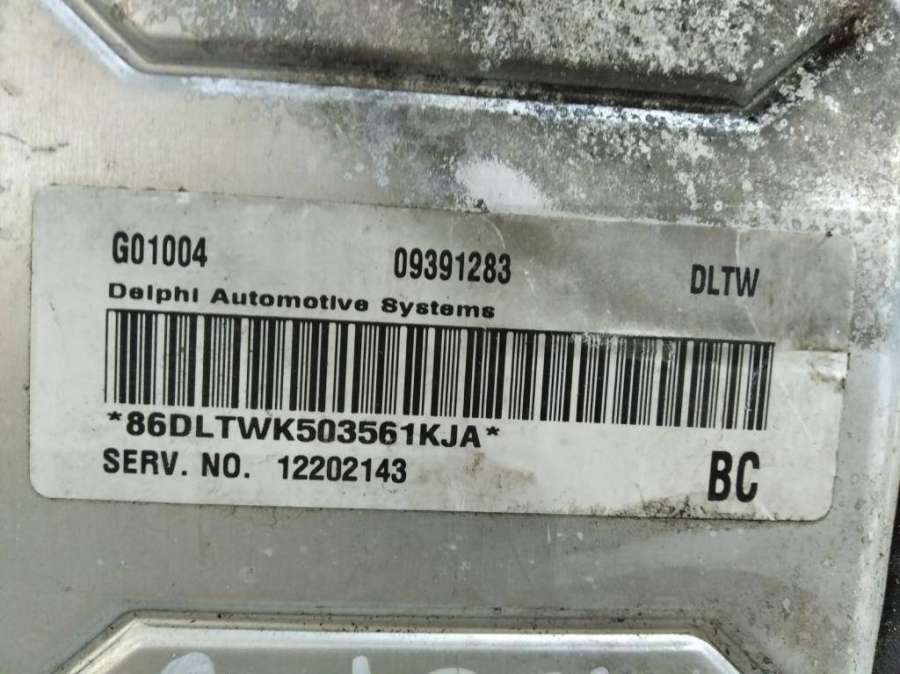 G01004 09391283 DLTW
Delphi Automotive Systems
*86DLTWK503561KJA*
SERV. NO. 12202143 BC